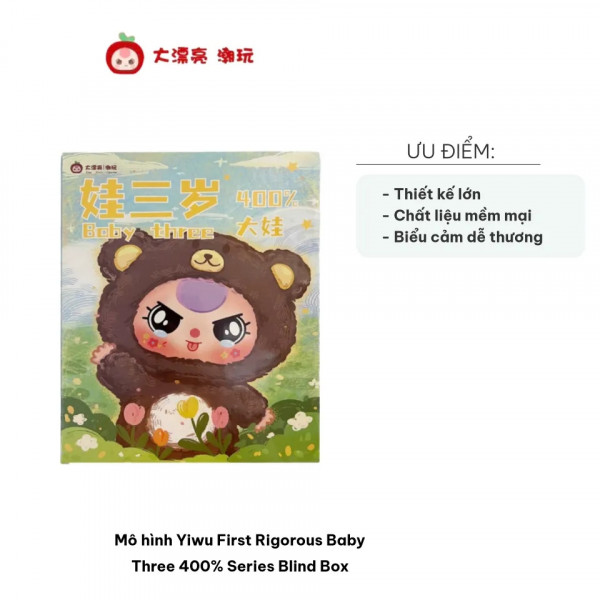 大漂亮 潮玩
ƯU ĐIỂM:
- Thiết kế lớn
- Chất liệu mềm mại
- Biểu cảm dễ thương
大漂亮 潮玩
娃三岁
400%
Baby three
大娃
Mô hình Yiwu First Rigorous Baby
Three 400% Series Blind Box